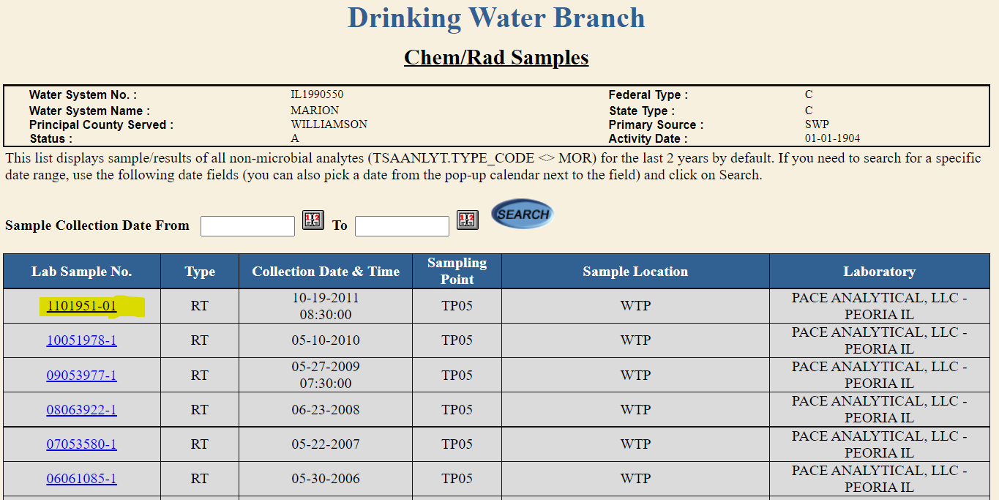 Drinking Water Branch
Chem/Rad Samples
Water System No. : IL1990550 Federal Type : C
Water System Name : MARION State Type : C
Principal County Served : WILLIAMSON Primary Source : SWP
Status : A Activity Date : 01-01-1904
This list displays sample/results of all non-microbial analytes (TSAANLYT.TYPE_CODE <> MOR) for the last 2 years by default. If you need to search for a specific
date range, use the following date fields (you can also pick a date from the pop-up calendar next to the field) and click on Search.
Sample Collection Date From 12 To 12 SEARCH
Lab Sample No. Type Collection Date & Time Sampling Point Sample Location Laboratory
1101951-01 RT 10-19-2011 08:30:00 TP05 WTP PACE ANALYTICAL, LLC - PEORIA IL
10051978-1 RT 05-10-2010 TP05 WTP PACE ANALYTICAL, LLC - PEORIA IL
09053977-1 RT 05-27-2009 07:30:00 TP05 WTP PACE ANALYTICAL, LLC - PEORIA IL
08063922-1 RT 06-23-2008 TP05 WTP PACE ANALYTICAL, LLC - PEORIA IL
07053580-1 RT 05-22-2007 TP05 WTP PACE ANALYTICAL, LLC - PEORIA IL
06061085-1 RT 05-30-2006 TP05 WTP PACE ANALYTICAL, LLC - PEORIA IL